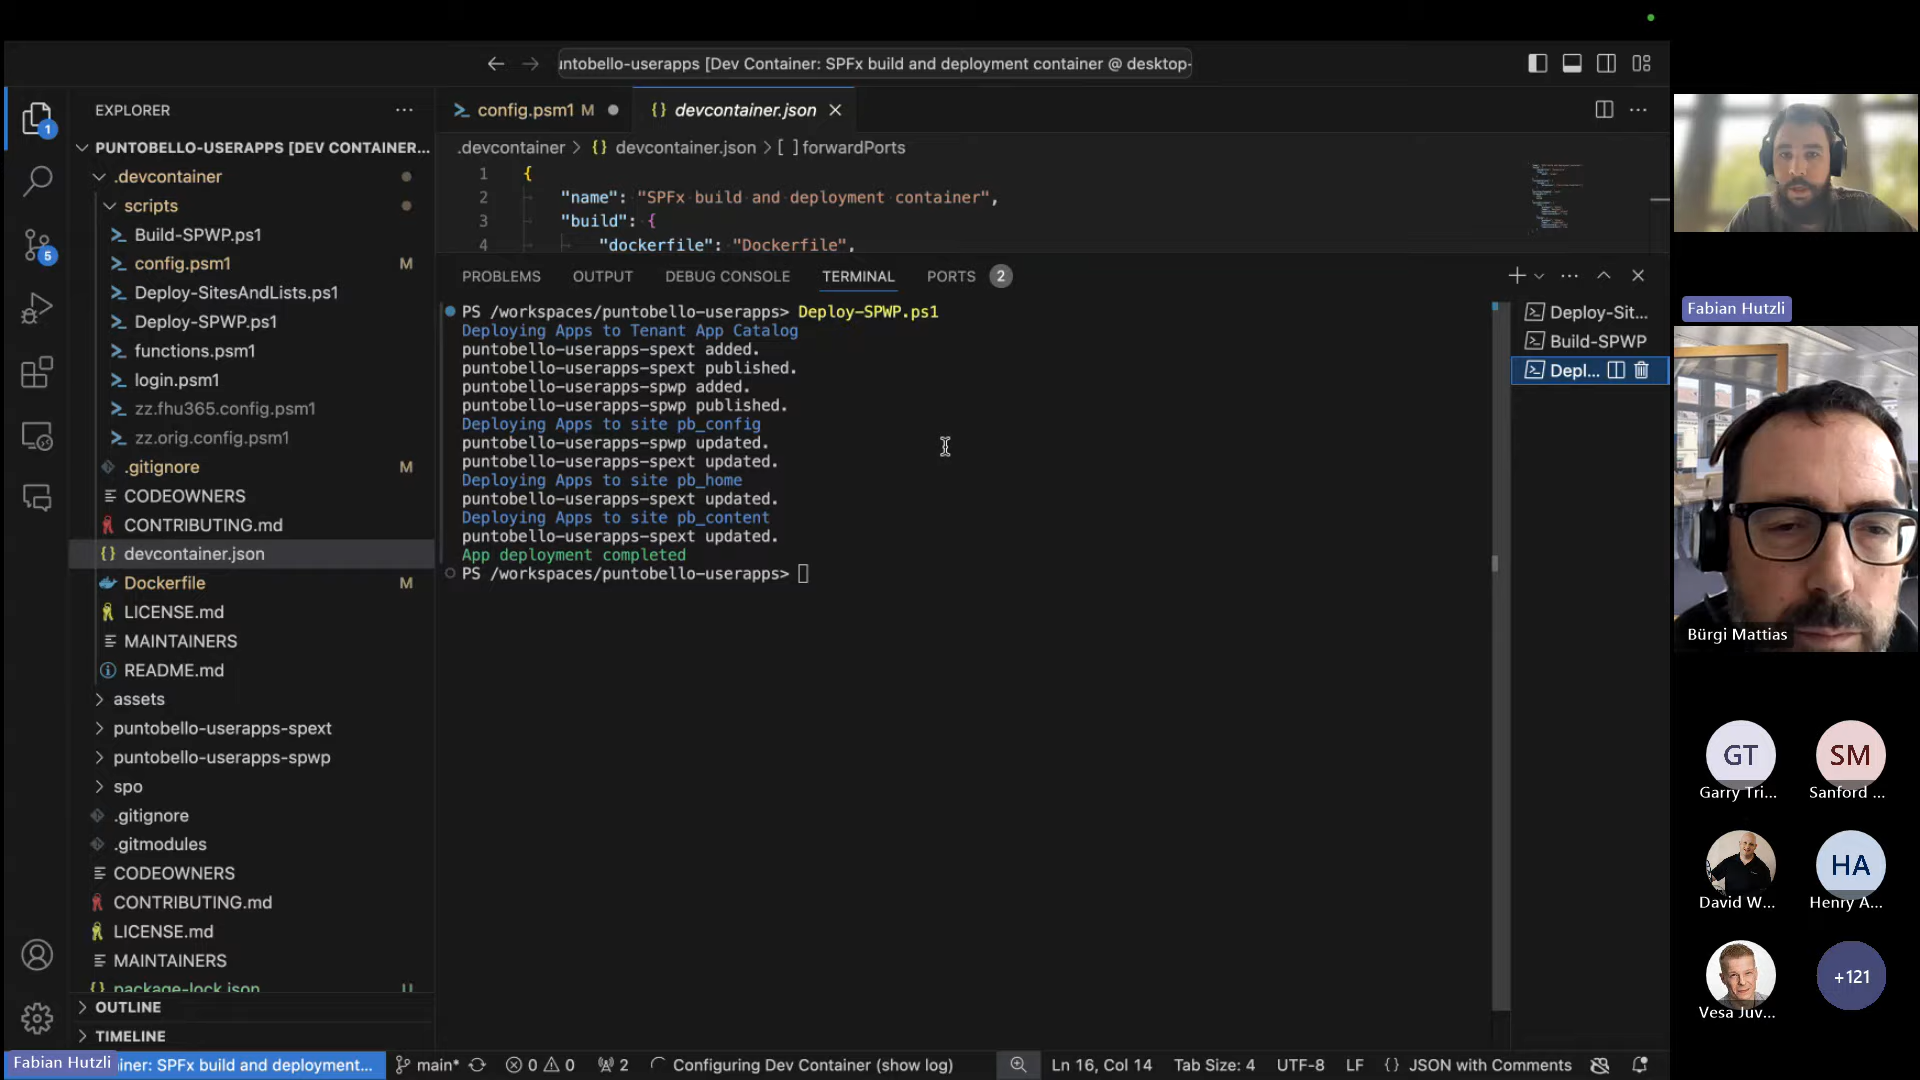 untobello-userapps [Dev Container: SPFx build and deployment container @ desktop-
EXPLORER
PUNTOBELLO-USERAPPS [DEV CONTAINER...
.devcontainer
scripts
Build-SPWP.ps1
config.psm1 M
Deploy-SitesAndLists.ps1
Deploy-SPWP.ps1
functions.psm1
login.psm1
zz.fhu365.config.psm1
zz.orig.config.psm1
.gitignore M
CODEOWNERS
CONTRIBUTING.md
devcontainer.json
Dockerfile M
LICENSE.md
MAINTAINERS
README.md
assets
puntobello-userapps-spext
puntobello-userapps-spwp
spo
.gitignore
.gitmodules
CODEOWNERS
CONTRIBUTING.md
LICENSE.md
MAINTAINERS
package-lock.json U
OUTLINE
TIMELINE
1
5
config.psm1 M
{} devcontainer.json
.devcontainer > {} devcontainer.json > [ ] forwardPorts
1 {
2 "name": "SPFx build and deployment container",
3 "build": {
4 "dockerfile": "Dockerfile",
PROBLEMS OUTPUT DEBUG CONSOLE TERMINAL PORTS 2
PS /workspaces/puntobello-userapps> Deploy-SPWP.ps1
Deploying Apps to Tenant App Catalog
puntobello-userapps-spext added.
puntobello-userapps-spext published.
puntobello-userapps-spwp added.
puntobello-userapps-spwp published.
Deploying Apps to site pb_config
puntobello-userapps-spwp updated.
puntobello-userapps-spext updated.
Deploying Apps to site pb_home
puntobello-userapps-spext updated.
Deploying Apps to site pb_content
puntobello-userapps-spext updated.
App deployment completed
PS /workspaces/puntobello-userapps>
Deploy-Sit...
Build-SPWP
Depl...
Fabian Hutzli
Bürgi Mattias
GT
Garry Tri...
SM
Sanford ...
David W...
HA
Henry A...
Vesa Juv...
+121
Fabian Hutzli
iner: SPFx build and deployment... main* 0 0 2 Configuring Dev Container (show log) Ln 16, Col 14 Tab Size: 4 UTF-8 LF {} JSON with Comments